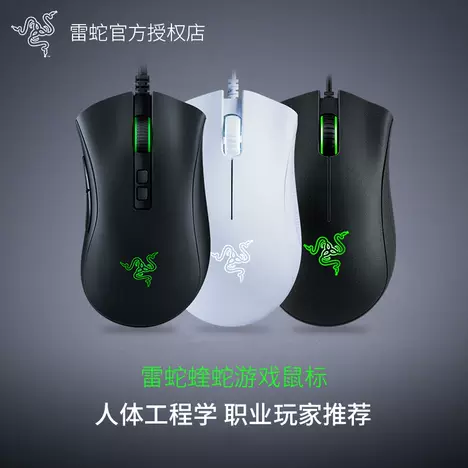 雷蛇官方授权店
雷蛇蝰蛇游戏鼠标
人体工程学 职业玩家推荐